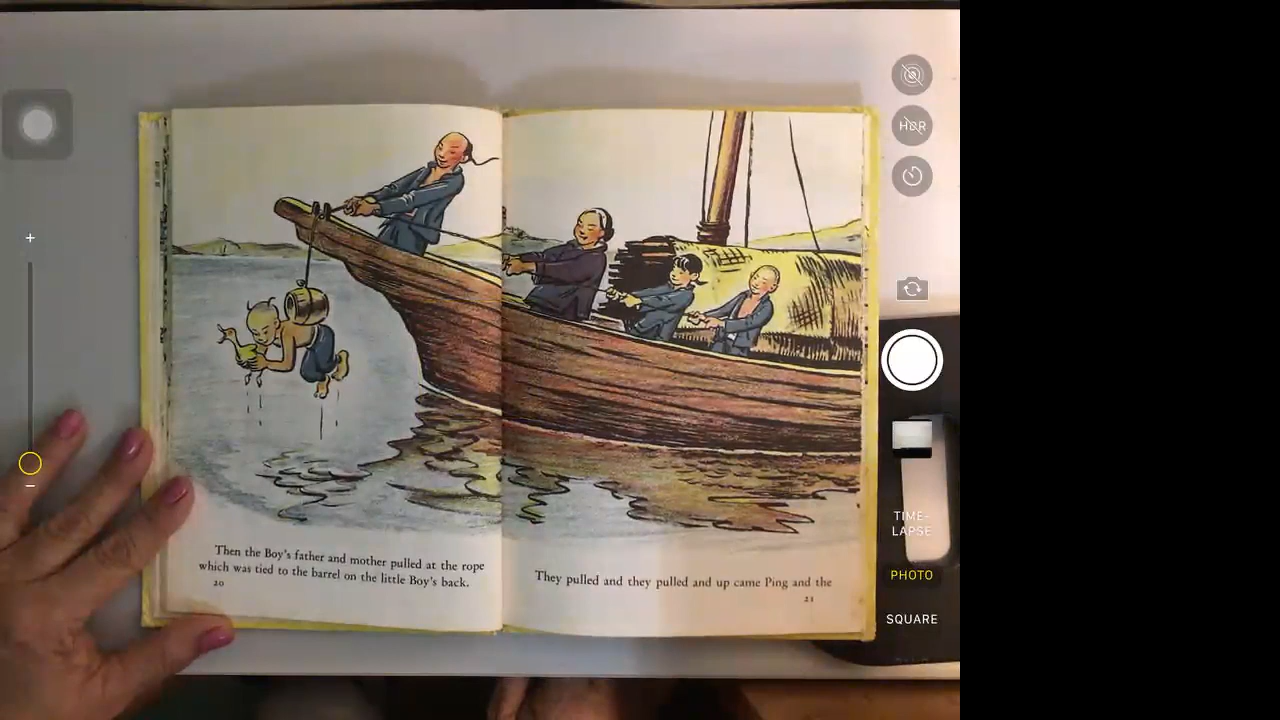 Then the Boy's father and mother pulled at the rope
which was tied to the barrel on the little Boy's back.
20
They pulled and they pulled and up came Ping and the
21
HDR
TIME-
LAPSE
PHOTO
SQUARE